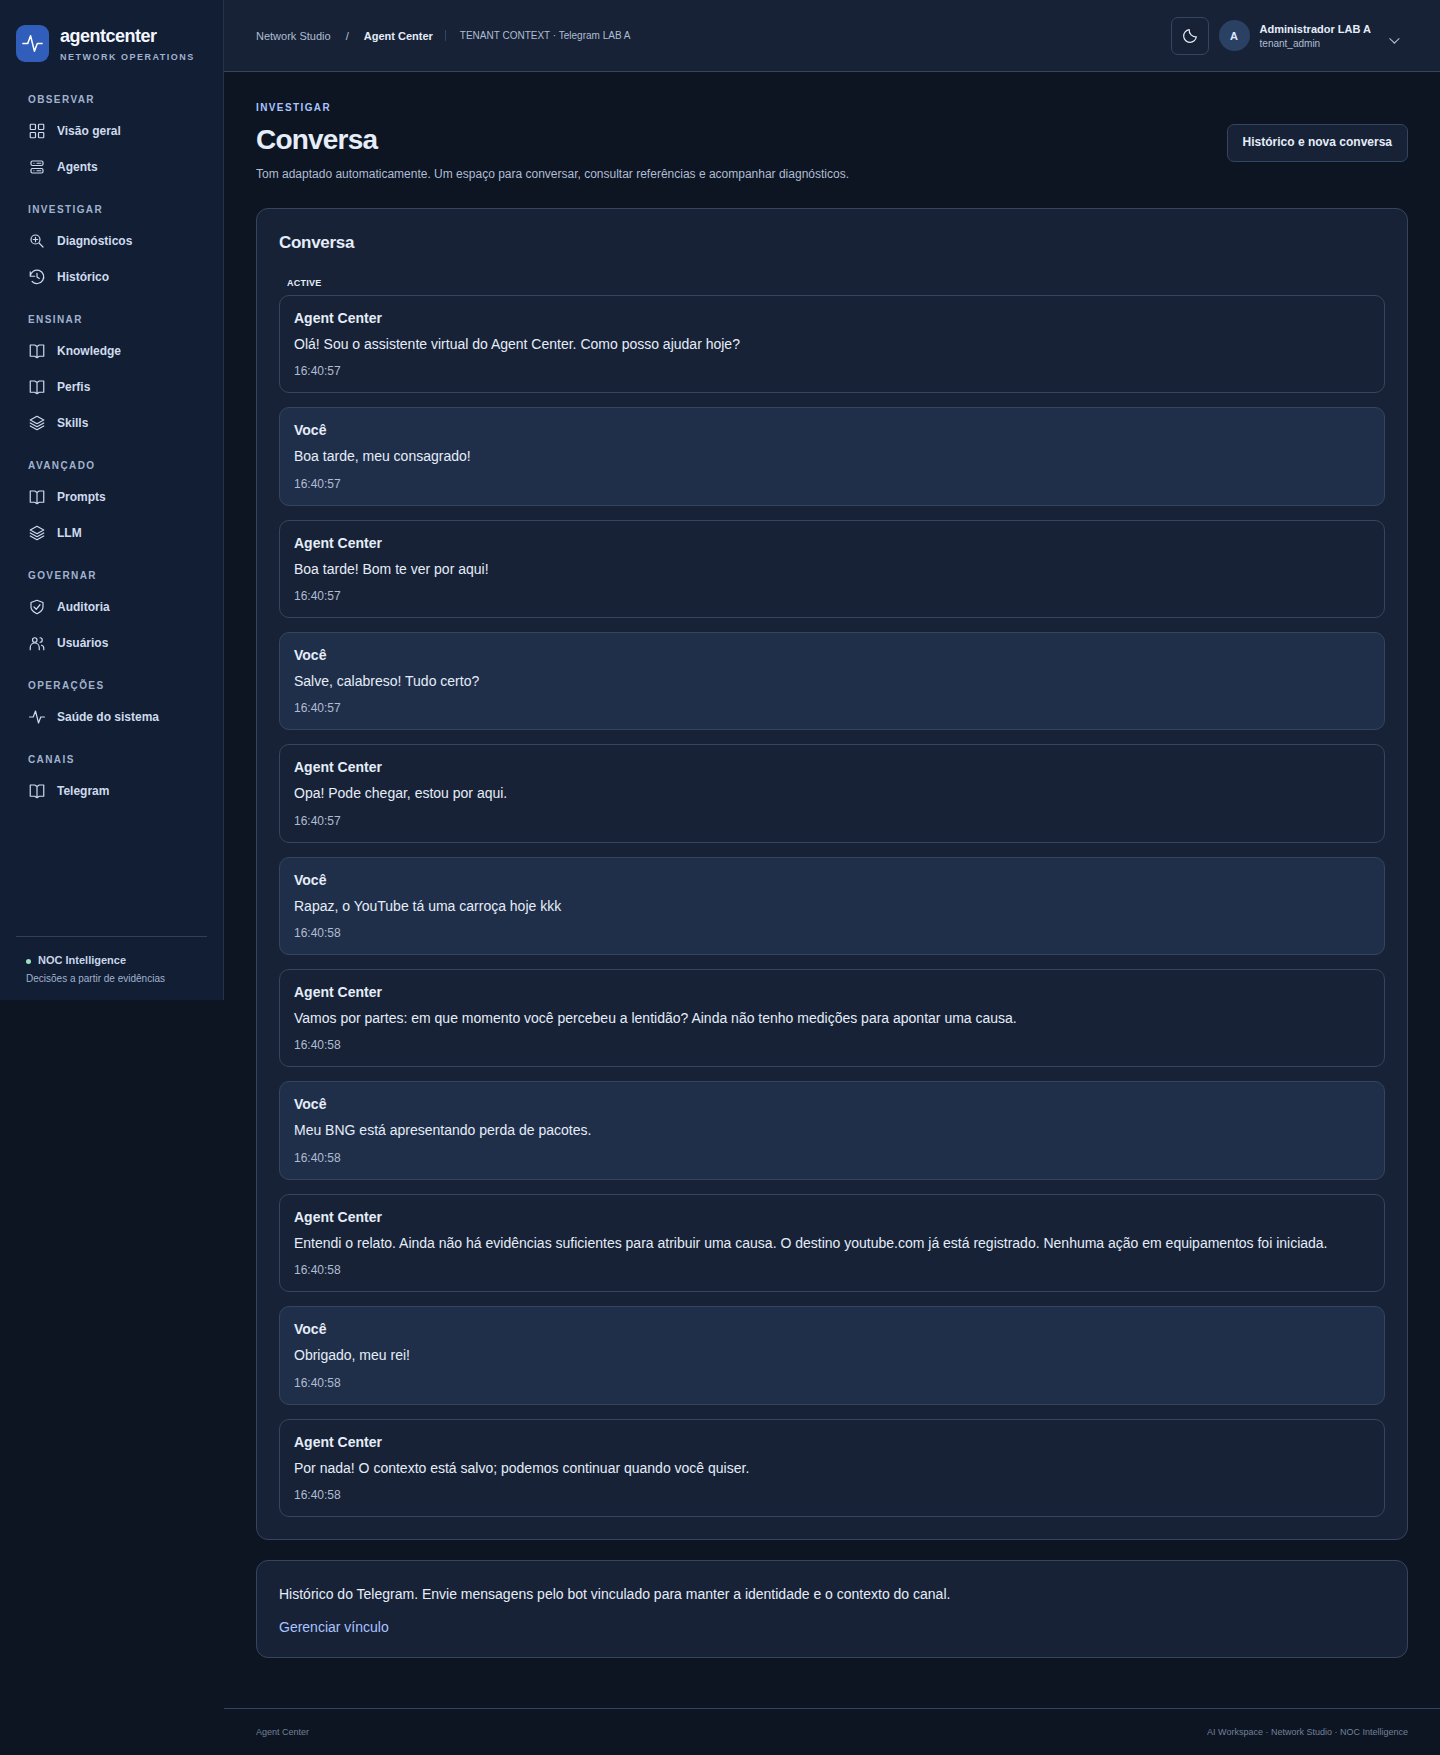 agentcenter
NETWORK OPERATIONS
OBSERVAR
Visão geral
Agents
INVESTIGAR
Diagnósticos
Histórico
ENSINAR
Knowledge
Perfis
Skills
AVANÇADO
Prompts
LLM
GOVERNAR
Auditoria
Usuários
OPERAÇÕES
Saúde do sistema
CANAIS
Telegram
NOC Intelligence
Decisões a partir de evidências
Network Studio / Agent Center TENANT CONTEXT · Telegram LAB A
A
Administrador LAB A
tenant_admin
INVESTIGAR
Conversa
Histórico e nova conversa
Tom adaptado automaticamente. Um espaço para conversar, consultar referências e acompanhar diagnósticos.
Conversa
ACTIVE
Agent Center
Olá! Sou o assistente virtual do Agent Center. Como posso ajudar hoje?
16:40:57
Você
Boa tarde, meu consagrado!
16:40:57
Agent Center
Boa tarde! Bom te ver por aqui!
16:40:57
Você
Salve, calabreso! Tudo certo?
16:40:57
Agent Center
Opa! Pode chegar, estou por aqui.
16:40:57
Você
Rapaz, o YouTube tá uma carroça hoje kkk
16:40:58
Agent Center
Vamos por partes: em que momento você percebeu a lentidão? Ainda não tenho medições para apontar uma causa.
16:40:58
Você
Meu BNG está apresentando perda de pacotes.
16:40:58
Agent Center
Entendi o relato. Ainda não há evidências suficientes para atribuir uma causa. O destino youtube.com já está registrado. Nenhuma ação em equipamentos foi iniciada.
16:40:58
Você
Obrigado, meu rei!
16:40:58
Agent Center
Por nada! O contexto está salvo; podemos continuar quando você quiser.
16:40:58
Histórico do Telegram. Envie mensagens pelo bot vinculado para manter a identidade e o contexto do canal.
Gerenciar vínculo
Agent Center
AI Workspace · Network Studio · NOC Intelligence